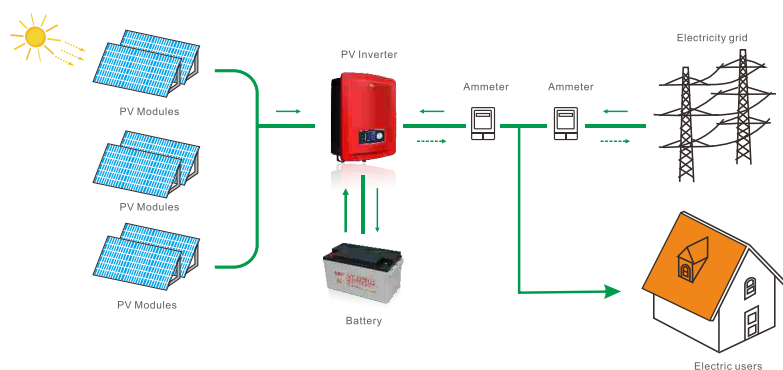 PV Inverter
Electricity grid
Ammeter
Ammeter
PV Modules
PV Modules
PV Modules
Battery
Electric users